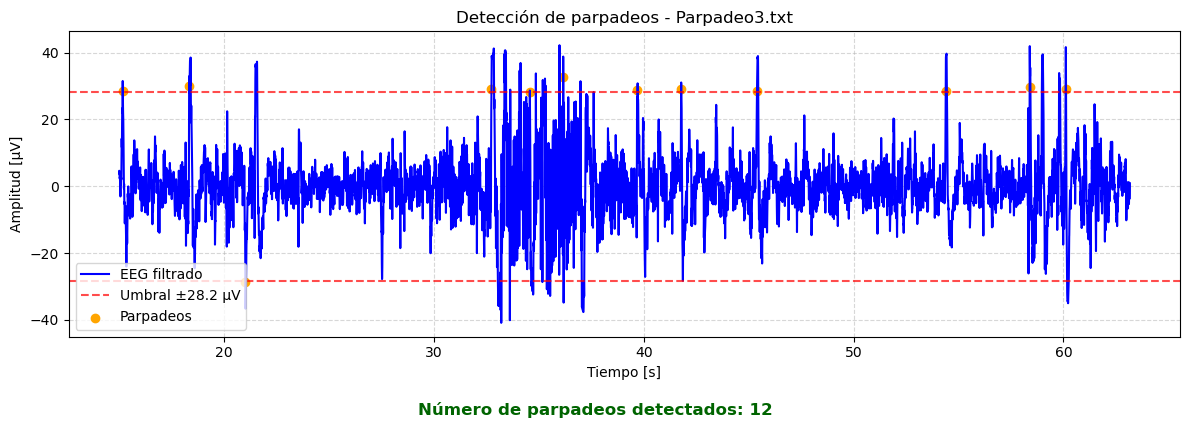 Detección de parpadeos - Parpadeo3.txt
Amplitud [µV]
40
20
0
−20
−40
EEG filtrado
Umbral ±28.2 µV
Parpadeos
20
30
40
50
60
Tiempo [s]
Número de parpadeos detectados: 12